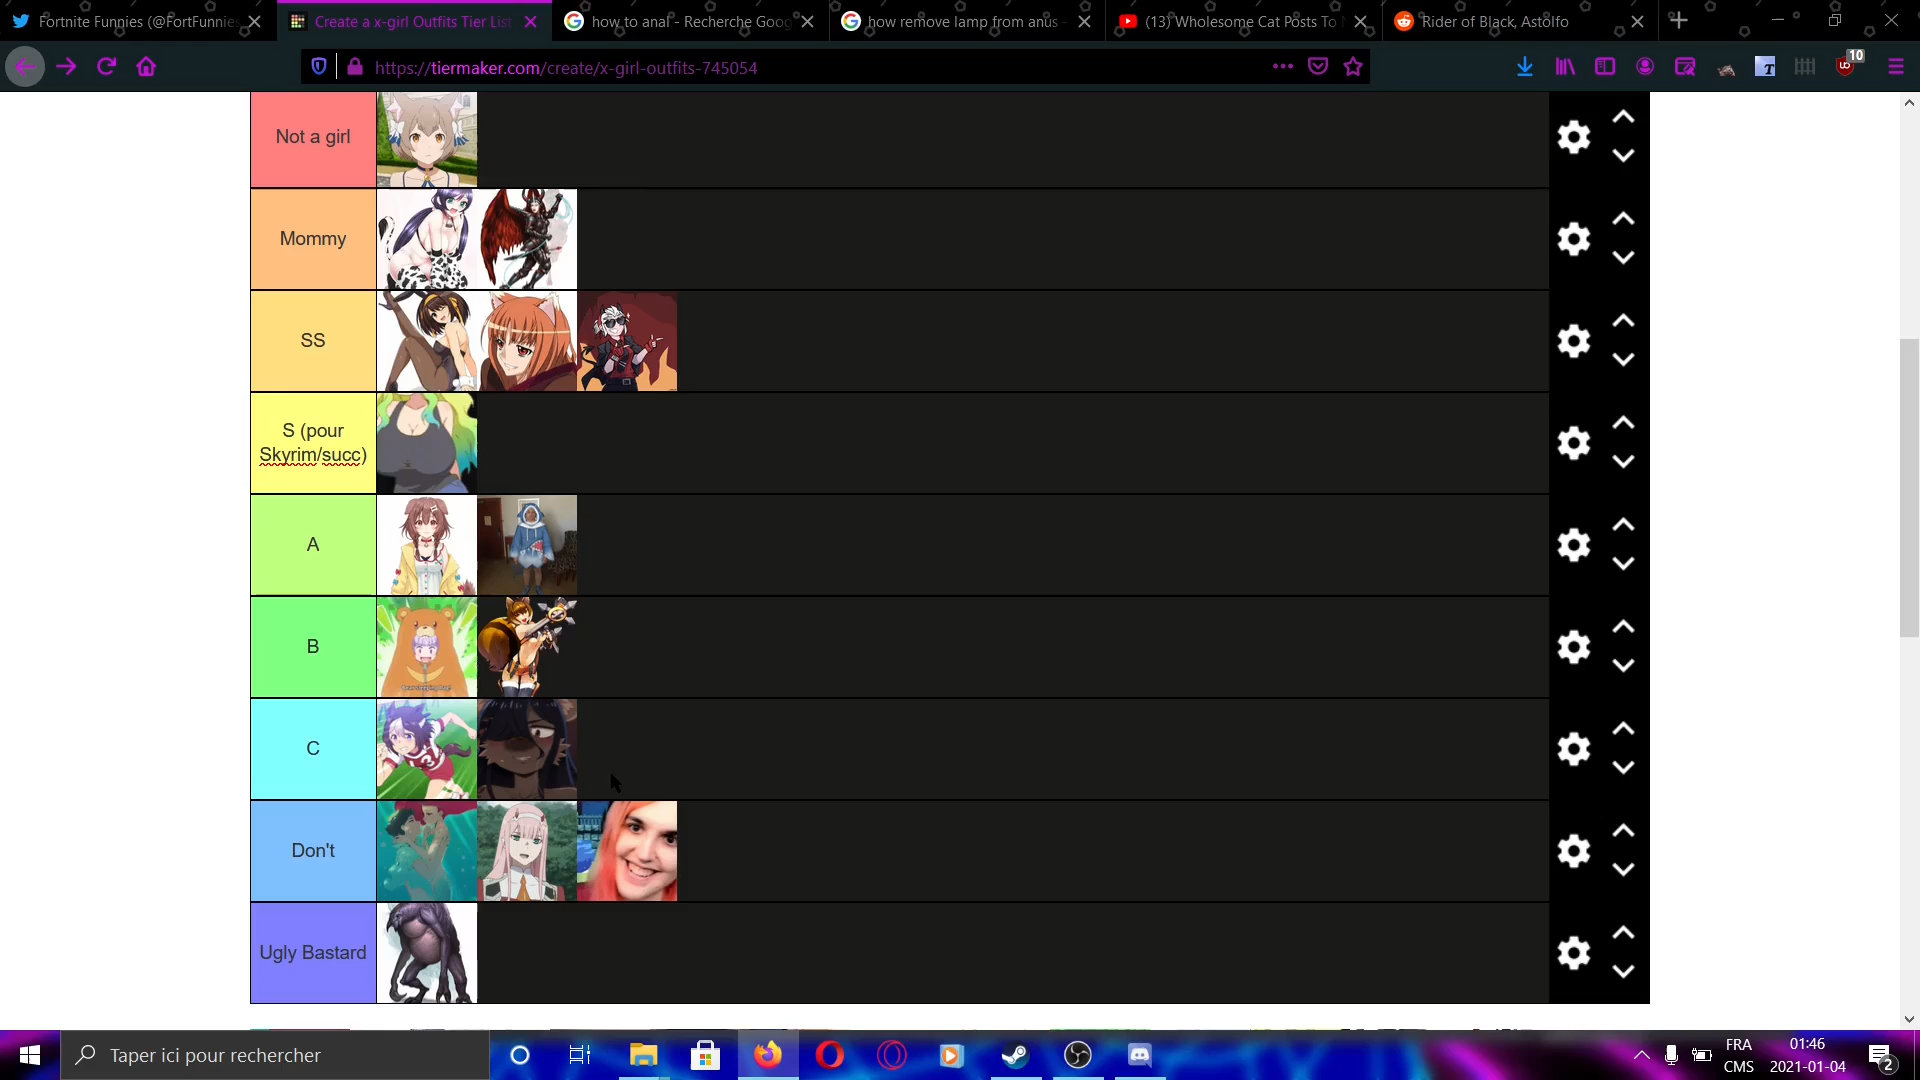 Fortnite Funnies (@FortFunnies
Create a x-girl Outfits Tier List
how to anal - Recherche Goog
how remove lamp from anus -
(13) Wholesome Cat Posts To
Rider of Black, Astolfo
https://tiermaker.com/create/x-girl-outfits-745054
10
Not a girl
Mommy
SS
S (pour
Skyrim/succ)
A
B
C
Don't
Ugly Bastard
Taper ici pour rechercher
FRA
CMS
01:46
2021-01-04
2